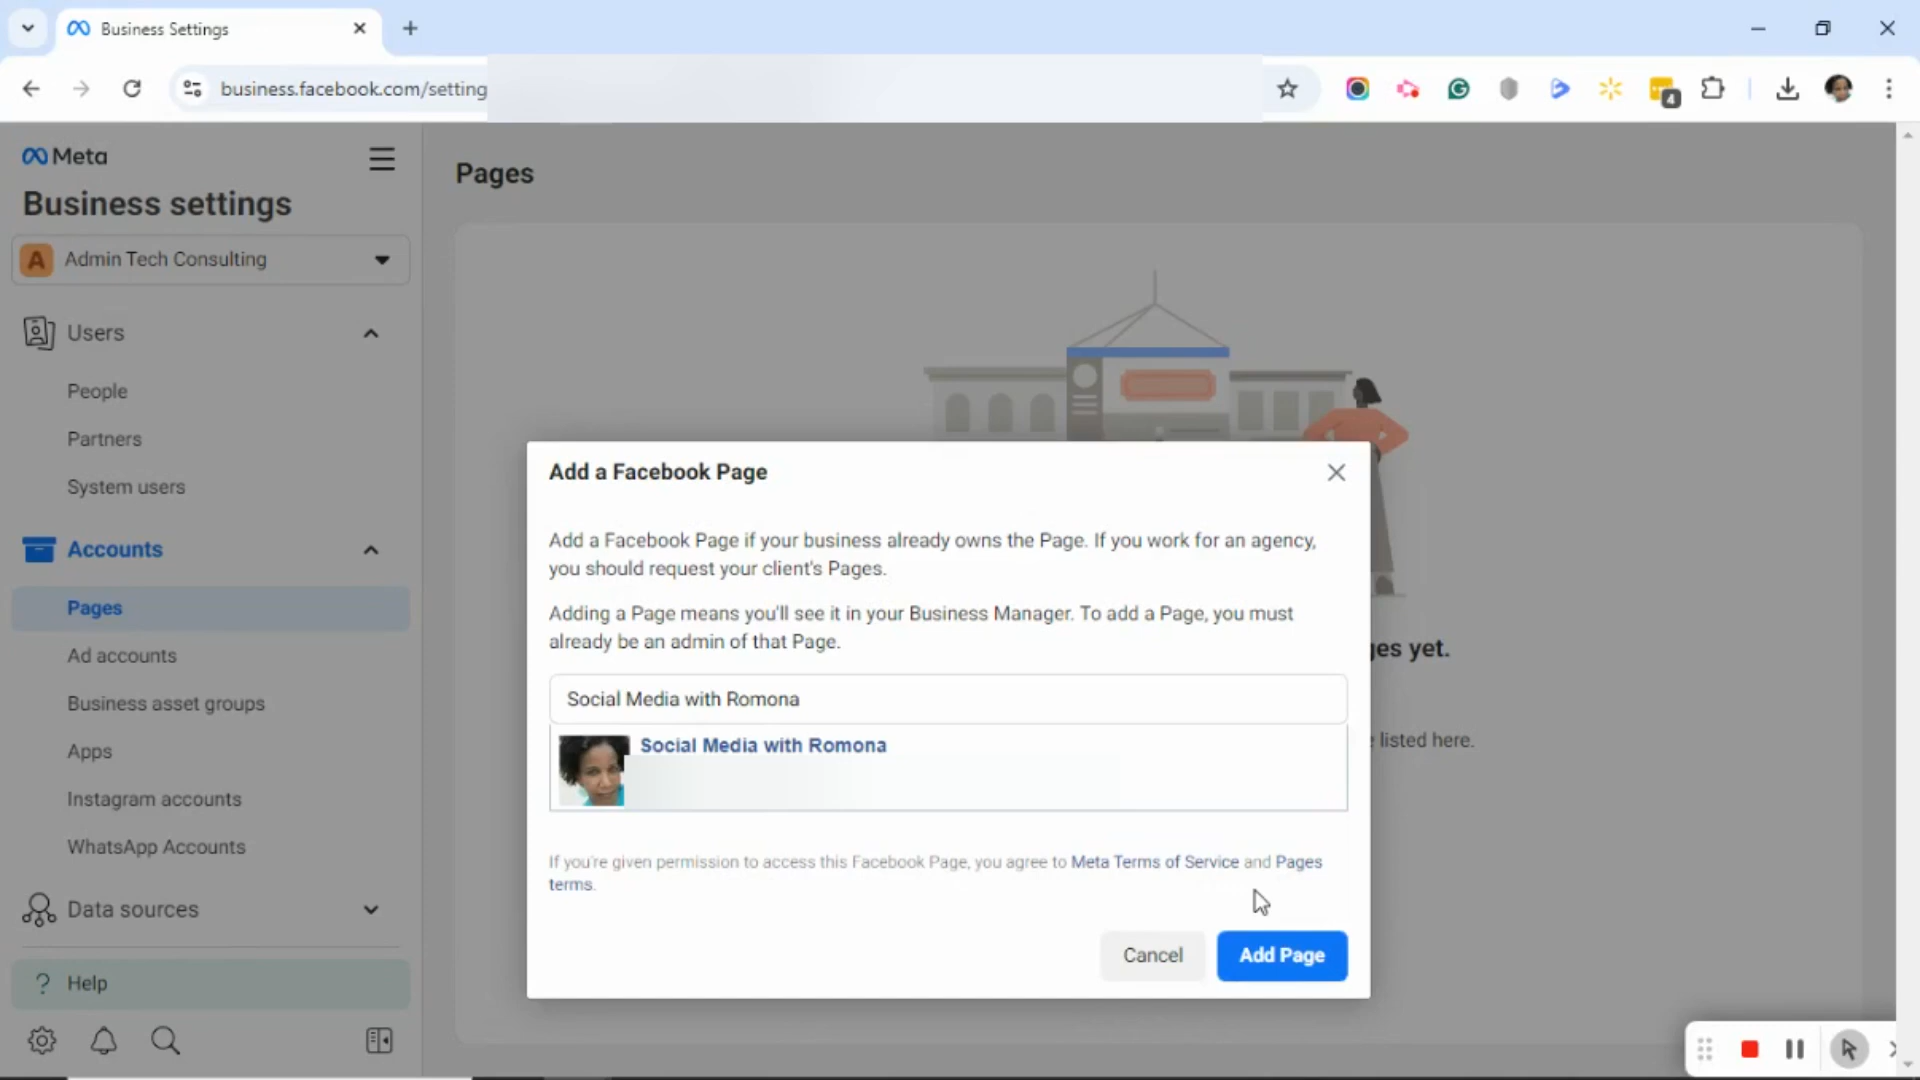 Business Settings
business.facebook.com/setting
4
Meta
Business settings
A Admin Tech Consulting
Users
People
Partners
System users
Accounts
Pages
Ad accounts
Business asset groups
Apps
Instagram accounts
WhatsApp Accounts
Data sources
? Help
Pages
ges yet.
listed here.
Add a Facebook Page
Add a Facebook Page if your business already owns the Page. If you work for an agency,
you should request your client's Pages.
Adding a Page means you'll see it in your Business Manager. To add a Page, you must
already be an admin of that Page.
Social Media with Romona
Social Media with Romona
If you're given permission to access this Facebook Page, you agree to Meta Terms of Service and Pages
terms.
Cancel
Add Page